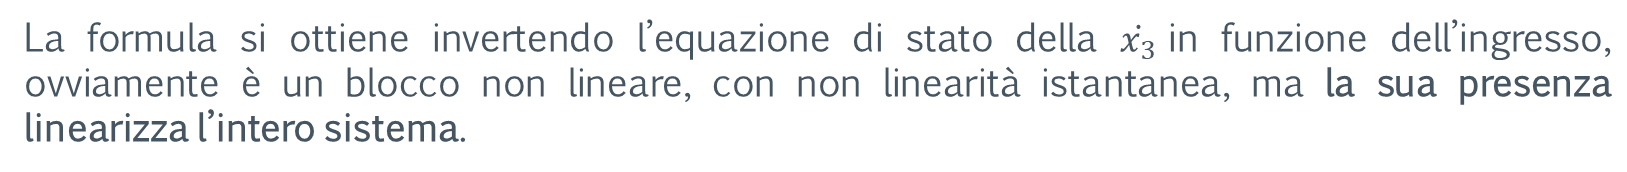 La formula si ottiene invertendo l’equazione di stato della ẋ₃ in funzione dell’ingresso,
ovviamente è un blocco non lineare, con non linearità istantanea, ma la sua presenza
linearizza l’intero sistema.